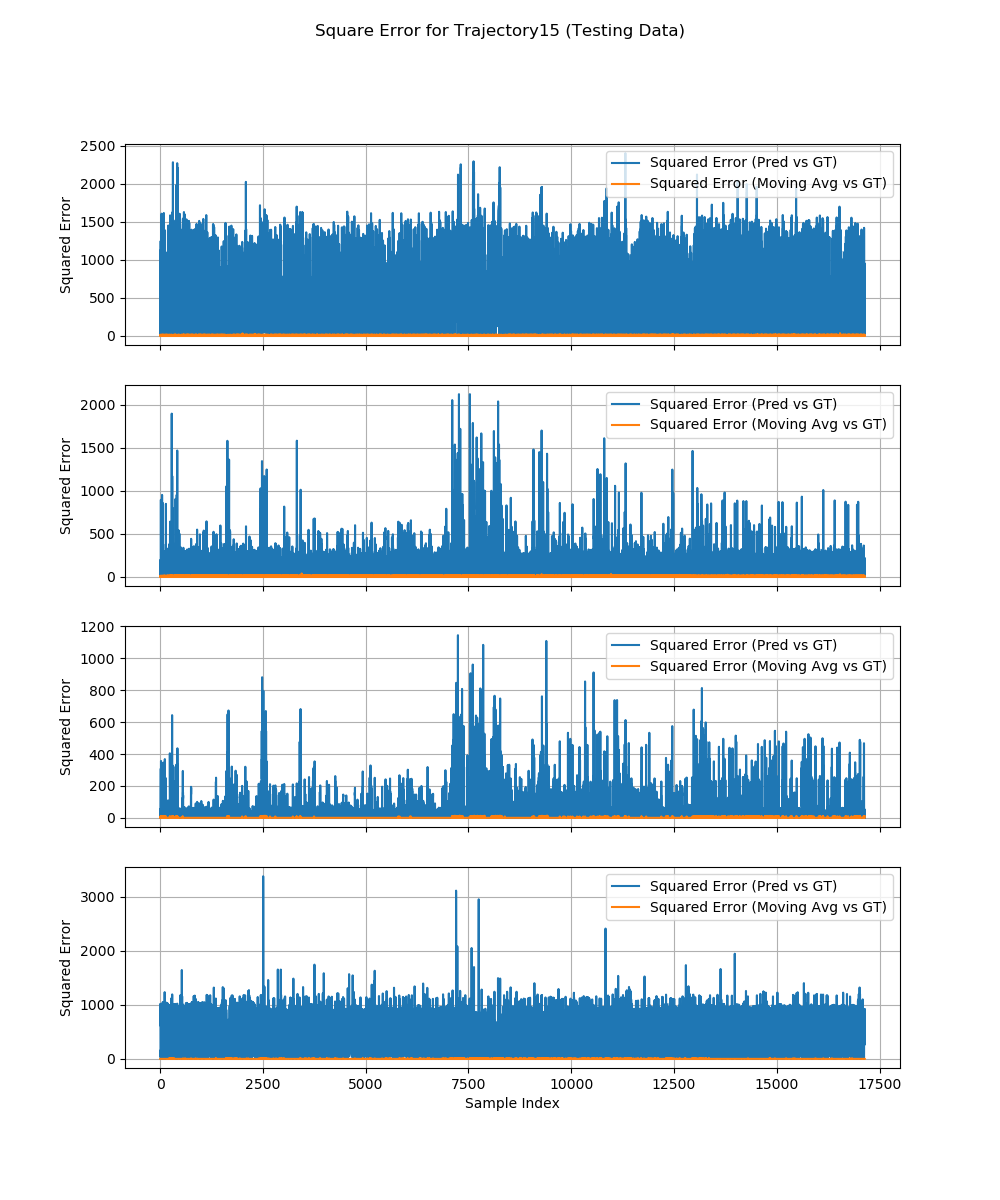 Square Error for Trajectory15 (Testing Data)
2500
2000
1500
1000
500
0
Squared Error
Squared Error (Pred vs GT)
Squared Error (Moving Avg vs GT)
2000
1500
1000
500
0
Squared Error
Squared Error (Pred vs GT)
Squared Error (Moving Avg vs GT)
1200
1000
800
600
400
200
0
Squared Error
Squared Error (Pred vs GT)
Squared Error (Moving Avg vs GT)
3000
2000
1000
0
Squared Error
Squared Error (Pred vs GT)
Squared Error (Moving Avg vs GT)
0 2500 5000 7500 10000 12500 15000 17500
Sample Index